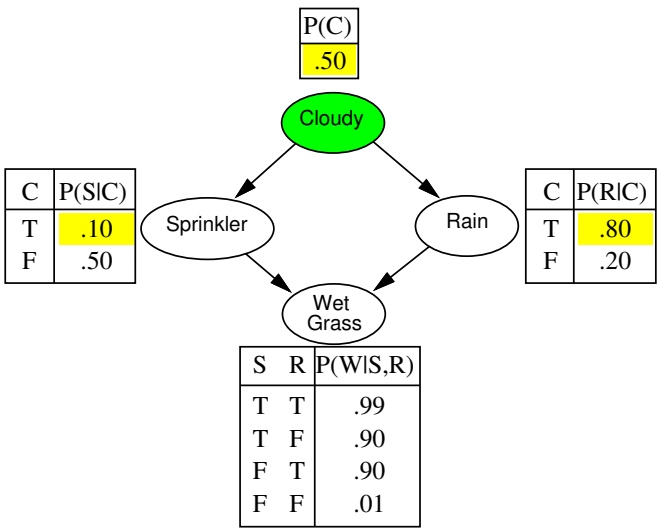 P(C)
.50
Cloudy
C P(S|C)
T .10
F .50
Sprinkler
Rain
C P(R|C)
T .80
F .20
Wet
Grass
S R P(W|S,R)
T T .99
T F .90
F T .90
F F .01